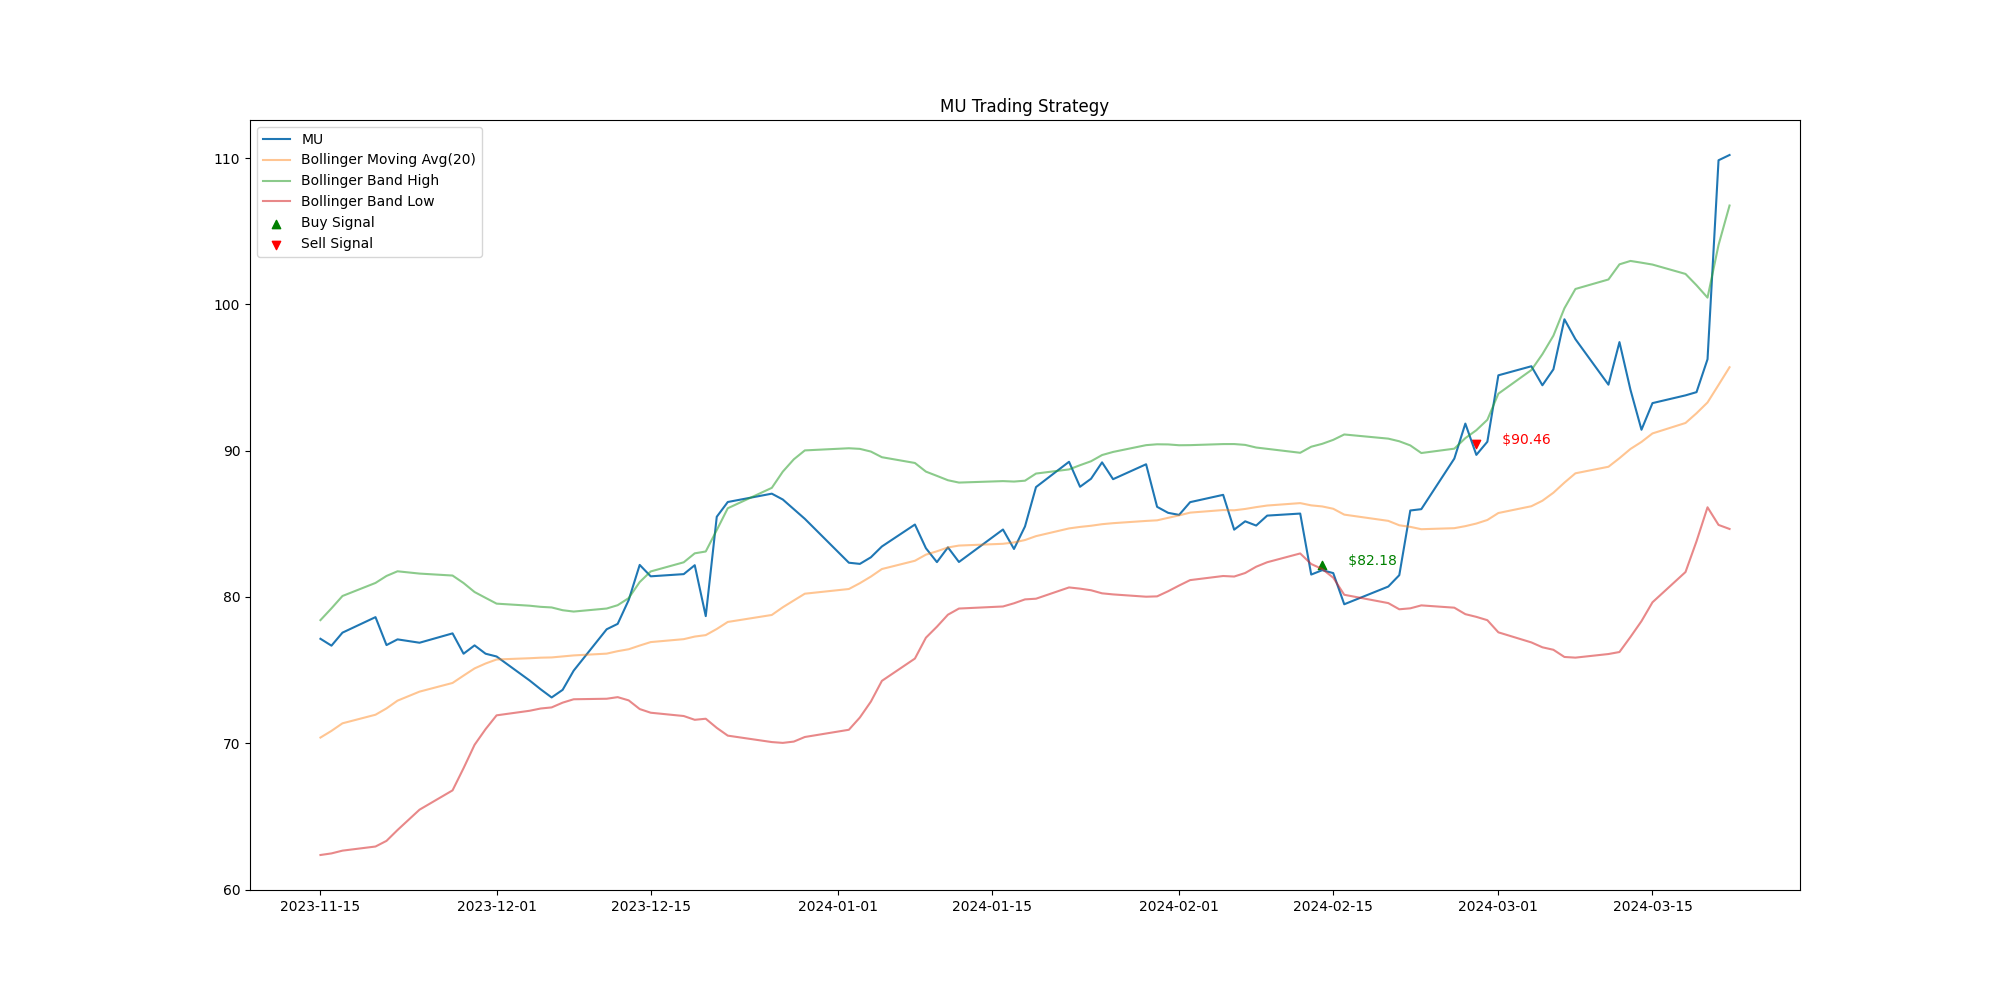 MU Trading Strategy
MU
Bollinger Moving Avg(20)
Bollinger Band High
Bollinger Band Low
Buy Signal
Sell Signal
110
100
90
80
70
60
$90.46
$82.18
2023-11-15
2023-12-01
2023-12-15
2024-01-01
2024-01-15
2024-02-01
2024-02-15
2024-03-01
2024-03-15